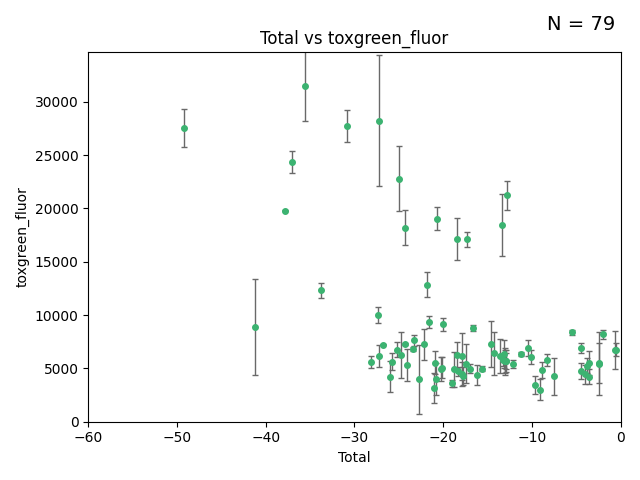 N = 79
Total vs toxgreen_fluor
toxgreen_fluor
30000
25000
20000
15000
10000
5000
0
−60 −50 −40 −30 −20 −10 0
Total